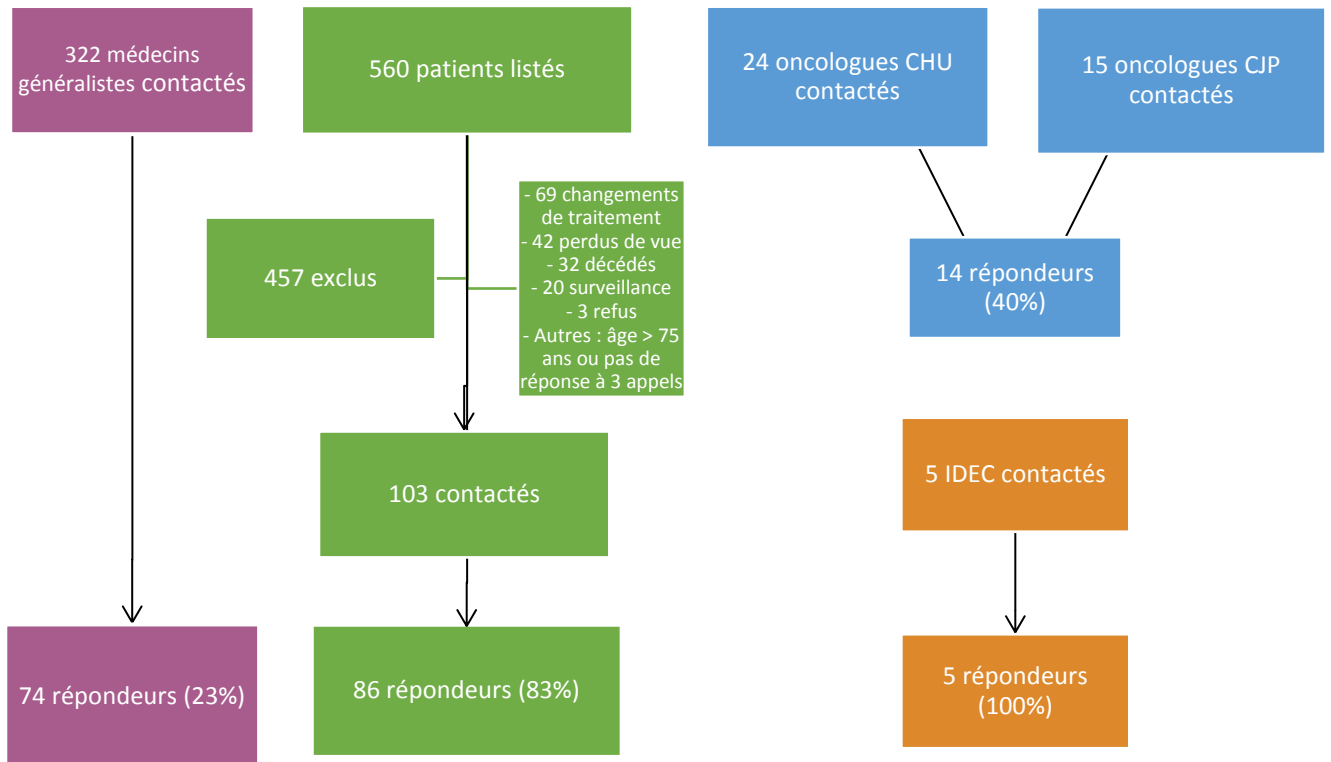 322 médecins
généralistes contactés
560 patients listés
24 oncologues CHU
contactés
15 oncologues CJP
contactés
457 exclus
- 69 changements
de traitement
- 42 perdus de vue
- 32 décédés
- 20 surveillance
- 3 refus
- Autres : âge > 75
ans ou pas de
réponse à 3 appels
14 répondeurs
(40%)
103 contactés
5 IDEC contactés
74 répondeurs (23%)
86 répondeurs (83%)
5 répondeurs
(100%)